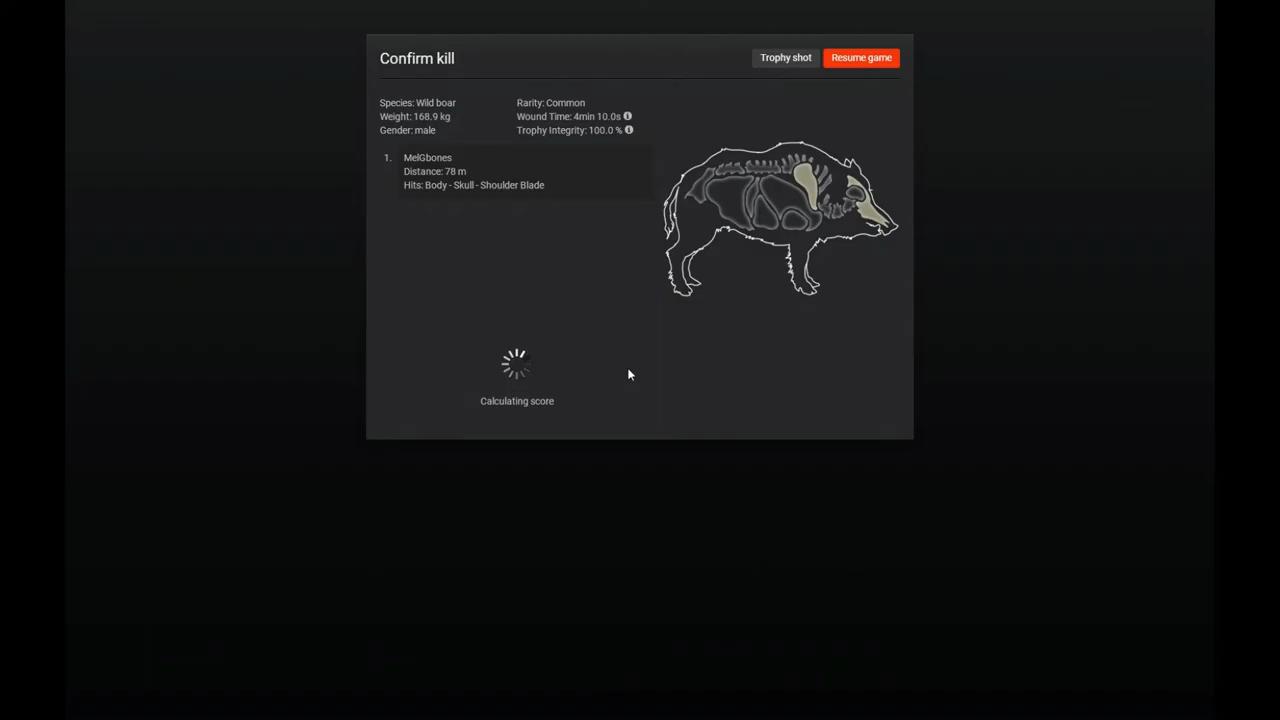 Confirm kill
Trophy shot
Resume game
Species: Wild boar
Weight: 168.9 kg
Gender: male
Rarity: Common
Wound Time: 4min 10.0s
Trophy Integrity: 100.0 %
1. MelGbones
Distance: 78 m
Hits: Body - Skull - Shoulder Blade
Calculating score